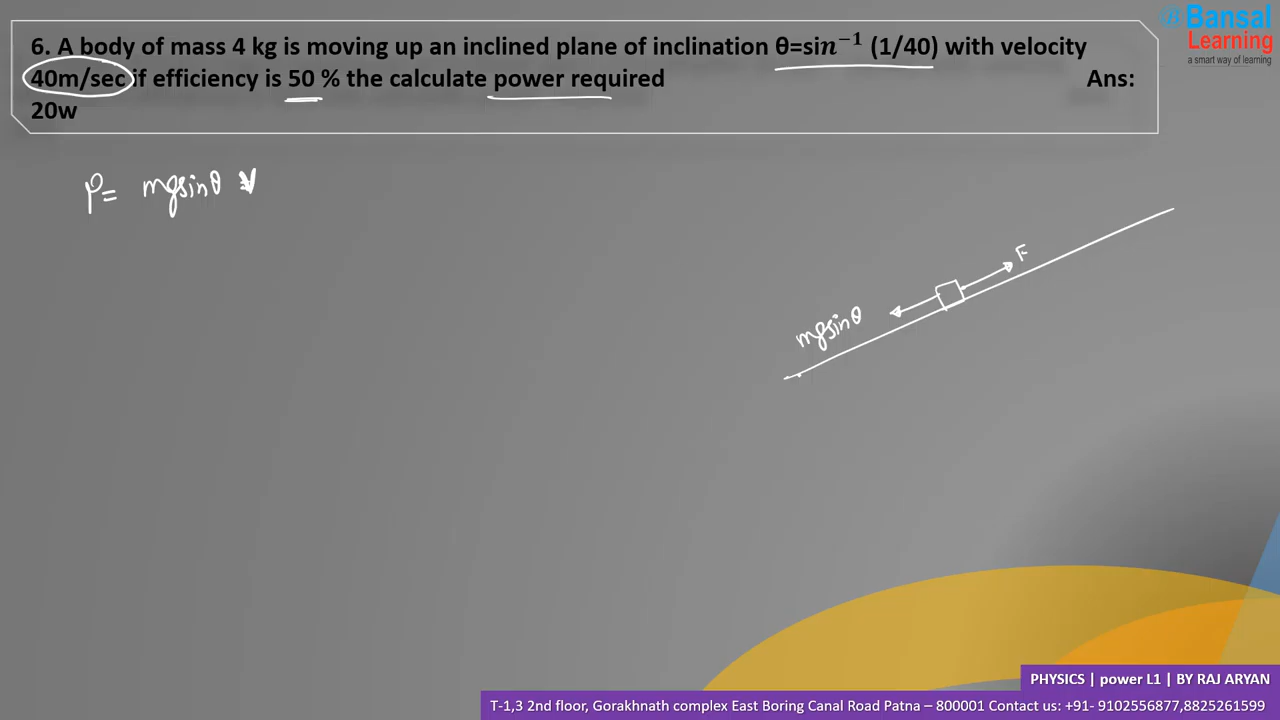 Bansal
Learning
a smart way of learning
6. A body of mass 4 kg is moving up an inclined plane of inclination θ=sin⁻¹ (1/40) with velocity
40m/sec if efficiency is 50 % the calculate power required Ans:
20w
P= mgsinθ v
F
mgsinθ
PHYSICS | power L1 | BY RAJ ARYAN
T-1,3 2nd floor, Gorakhnath complex East Boring Canal Road Patna – 800001 Contact us: +91- 9102556877,8825261599